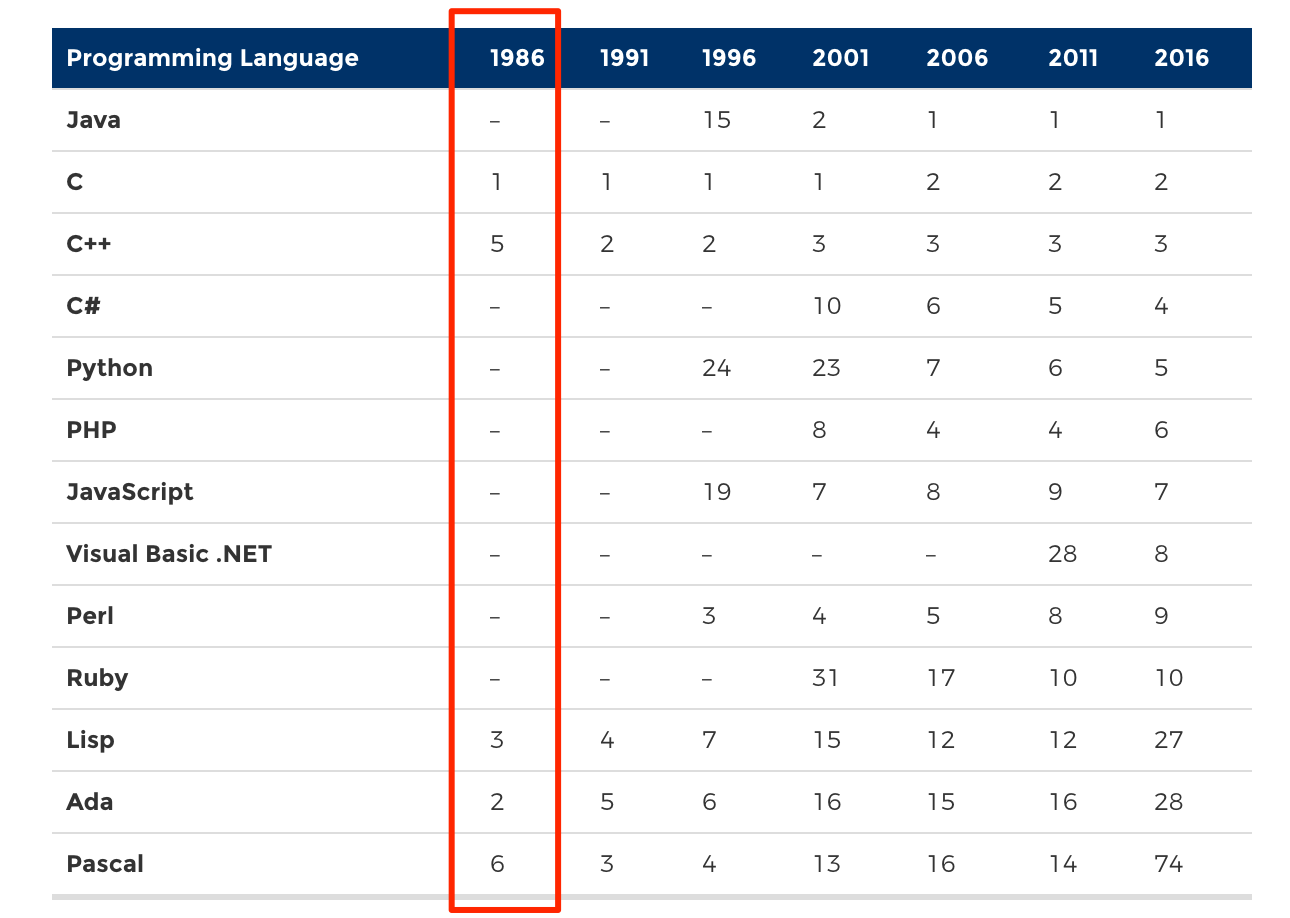 Programming Language 1986 1991 1996 2001 2006 2011 2016
Java – – 15 2 1 1 1
C 1 1 1 1 2 2 2
C++ 5 2 2 3 3 3 3
C# – – – 10 6 5 4
Python – – 24 23 7 6 5
PHP – – – 8 4 4 6
JavaScript – – 19 7 8 9 7
Visual Basic .NET – – – – – 28 8
Perl – – 3 4 5 8 9
Ruby – – – 31 17 10 10
Lisp 3 4 7 15 12 12 27
Ada 2 5 6 16 15 16 28
Pascal 6 3 4 13 16 14 74